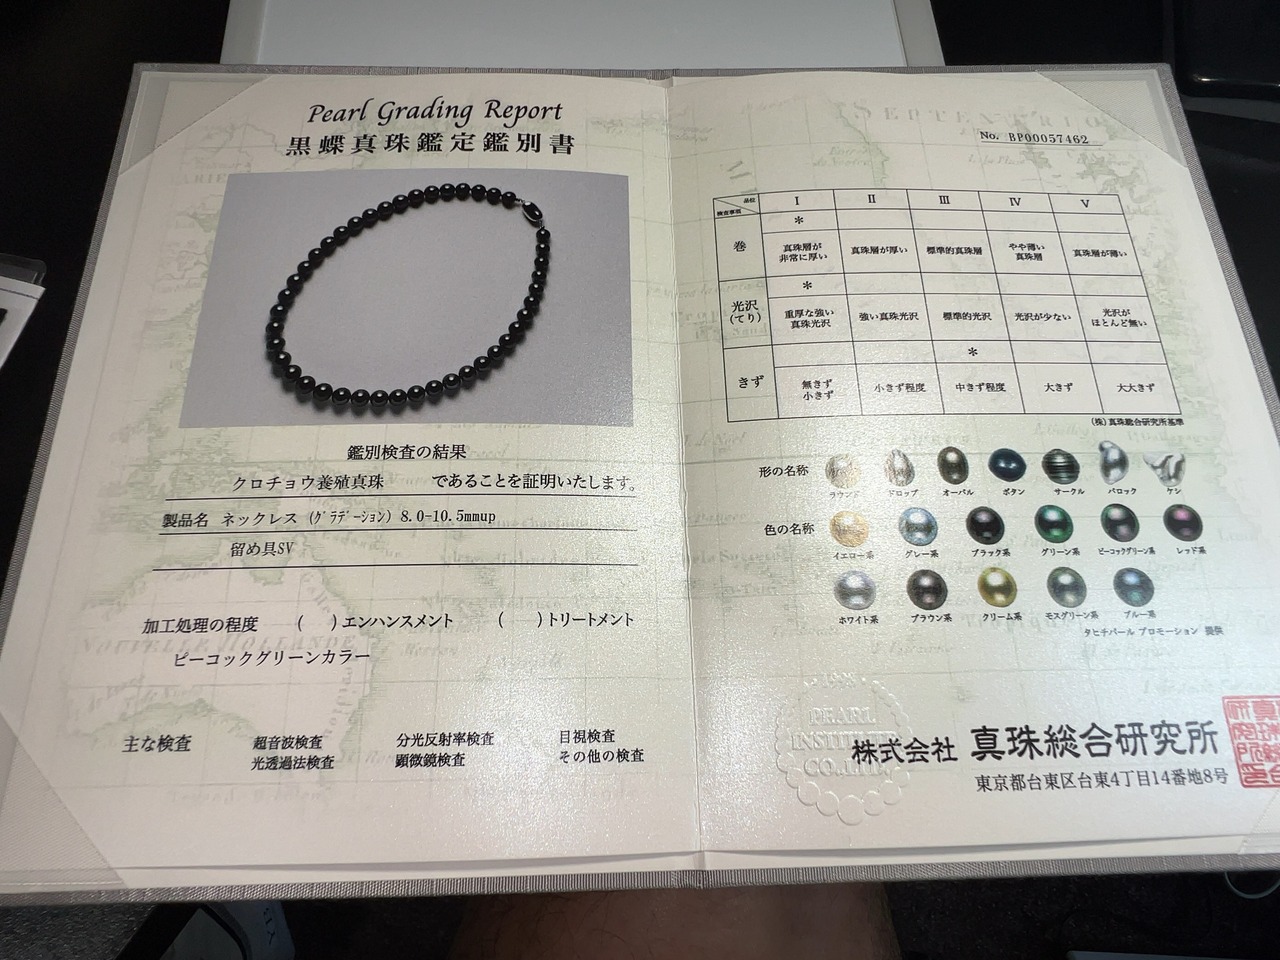 Pearl Grading Report
黒蝶真珠鑑定鑑別書
鑑別検査の結果
クロチョウ養殖真珠 であることを証明いたします。
製品名 ネックレス (ｸﾞﾗﾃﾞｰｼｮﾝ) 8.0-10.5mmup
留め具SV
加工処理の程度 ( )エンハンスメント ( )トリートメント
ピーコックグリーンカラー
主な検査 超音波検査 分光反射率検査 目視検査
光透過法検査 顕微鏡検査 その他の検査
No. BP00057462
品位 I II III IV V
検査事項
*
巻 真珠層が 非常に厚い 真珠層が厚い 標準的真珠層 やや薄い 真珠層 真珠層が薄い
*
光沢 (てり) 重厚な強い 真珠光沢 強い真珠光沢 標準的光沢 光沢が少ない 光沢が ほとんど無い
*
きず 無きず 小きず 小きず程度 中きず程度 大きず 大大きず
(株)真珠総合研究所基準
形の名称
ラウンド ドロップ オーバル ボタン サークル バロック ケシ
色の名称
イエロー系 グレー系 ブラック系 グリーン系 ピーコックグリーン系 レッド系
ホワイト系 ブラウン系 クリーム系 モスグリーン系 ブルー系
タヒチパール プロモーション 提供
PEARL
INSTITUTE
CO.,LTD.
株式会社 真珠総合研究所
東京都台東区台東4丁目14番地8号